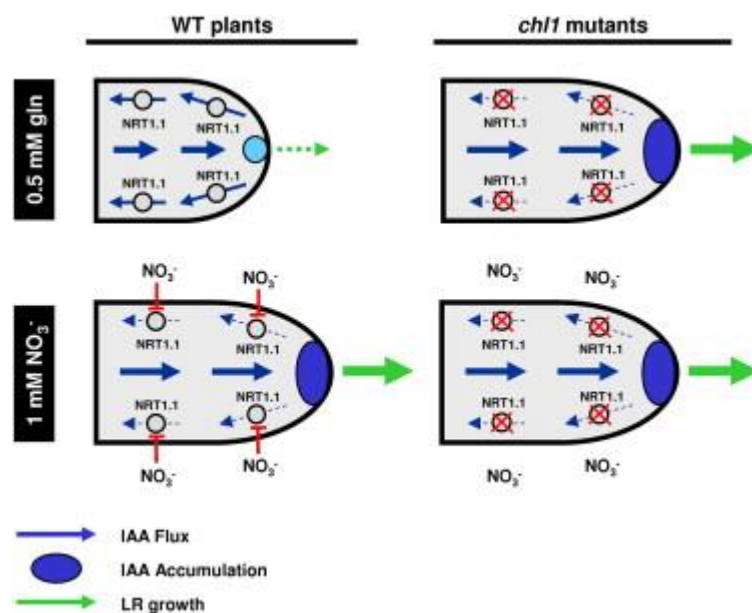 WT plants
chl1 mutants
0.5 mM gln
NRT1.1
NRT1.1
NRT1.1
NRT1.1
NRT1.1
NRT1.1
NRT1.1
NRT1.1
1 mM NO3-
NO3-
NO3-
NRT1.1
NRT1.1
NRT1.1
NRT1.1
NO3-
NO3-
NO3-
NO3-
NRT1.1
NRT1.1
NRT1.1
NRT1.1
NO3-
NO3-
IAA Flux
IAA Accumulation
LR growth